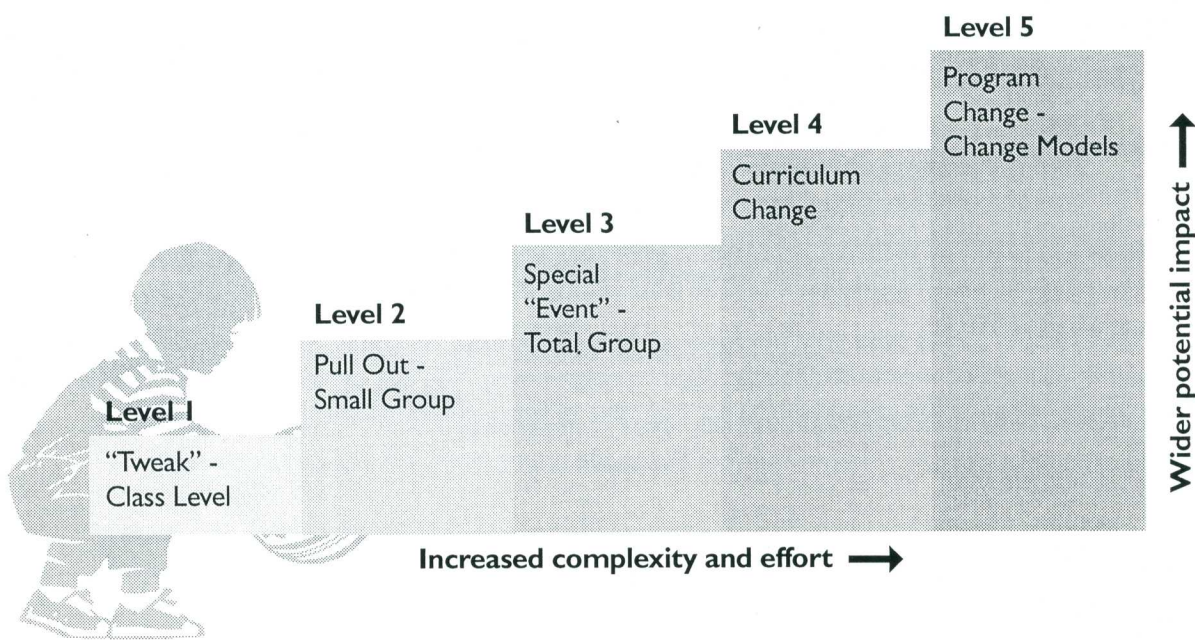 Level 1
“Tweak” -
Class Level
Level 2
Pull Out -
Small Group
Level 3
Special
“Event” -
Total Group
Level 4
Curriculum
Change
Level 5
Program
Change -
Change Models
Increased complexity and effort
Wider potential impact